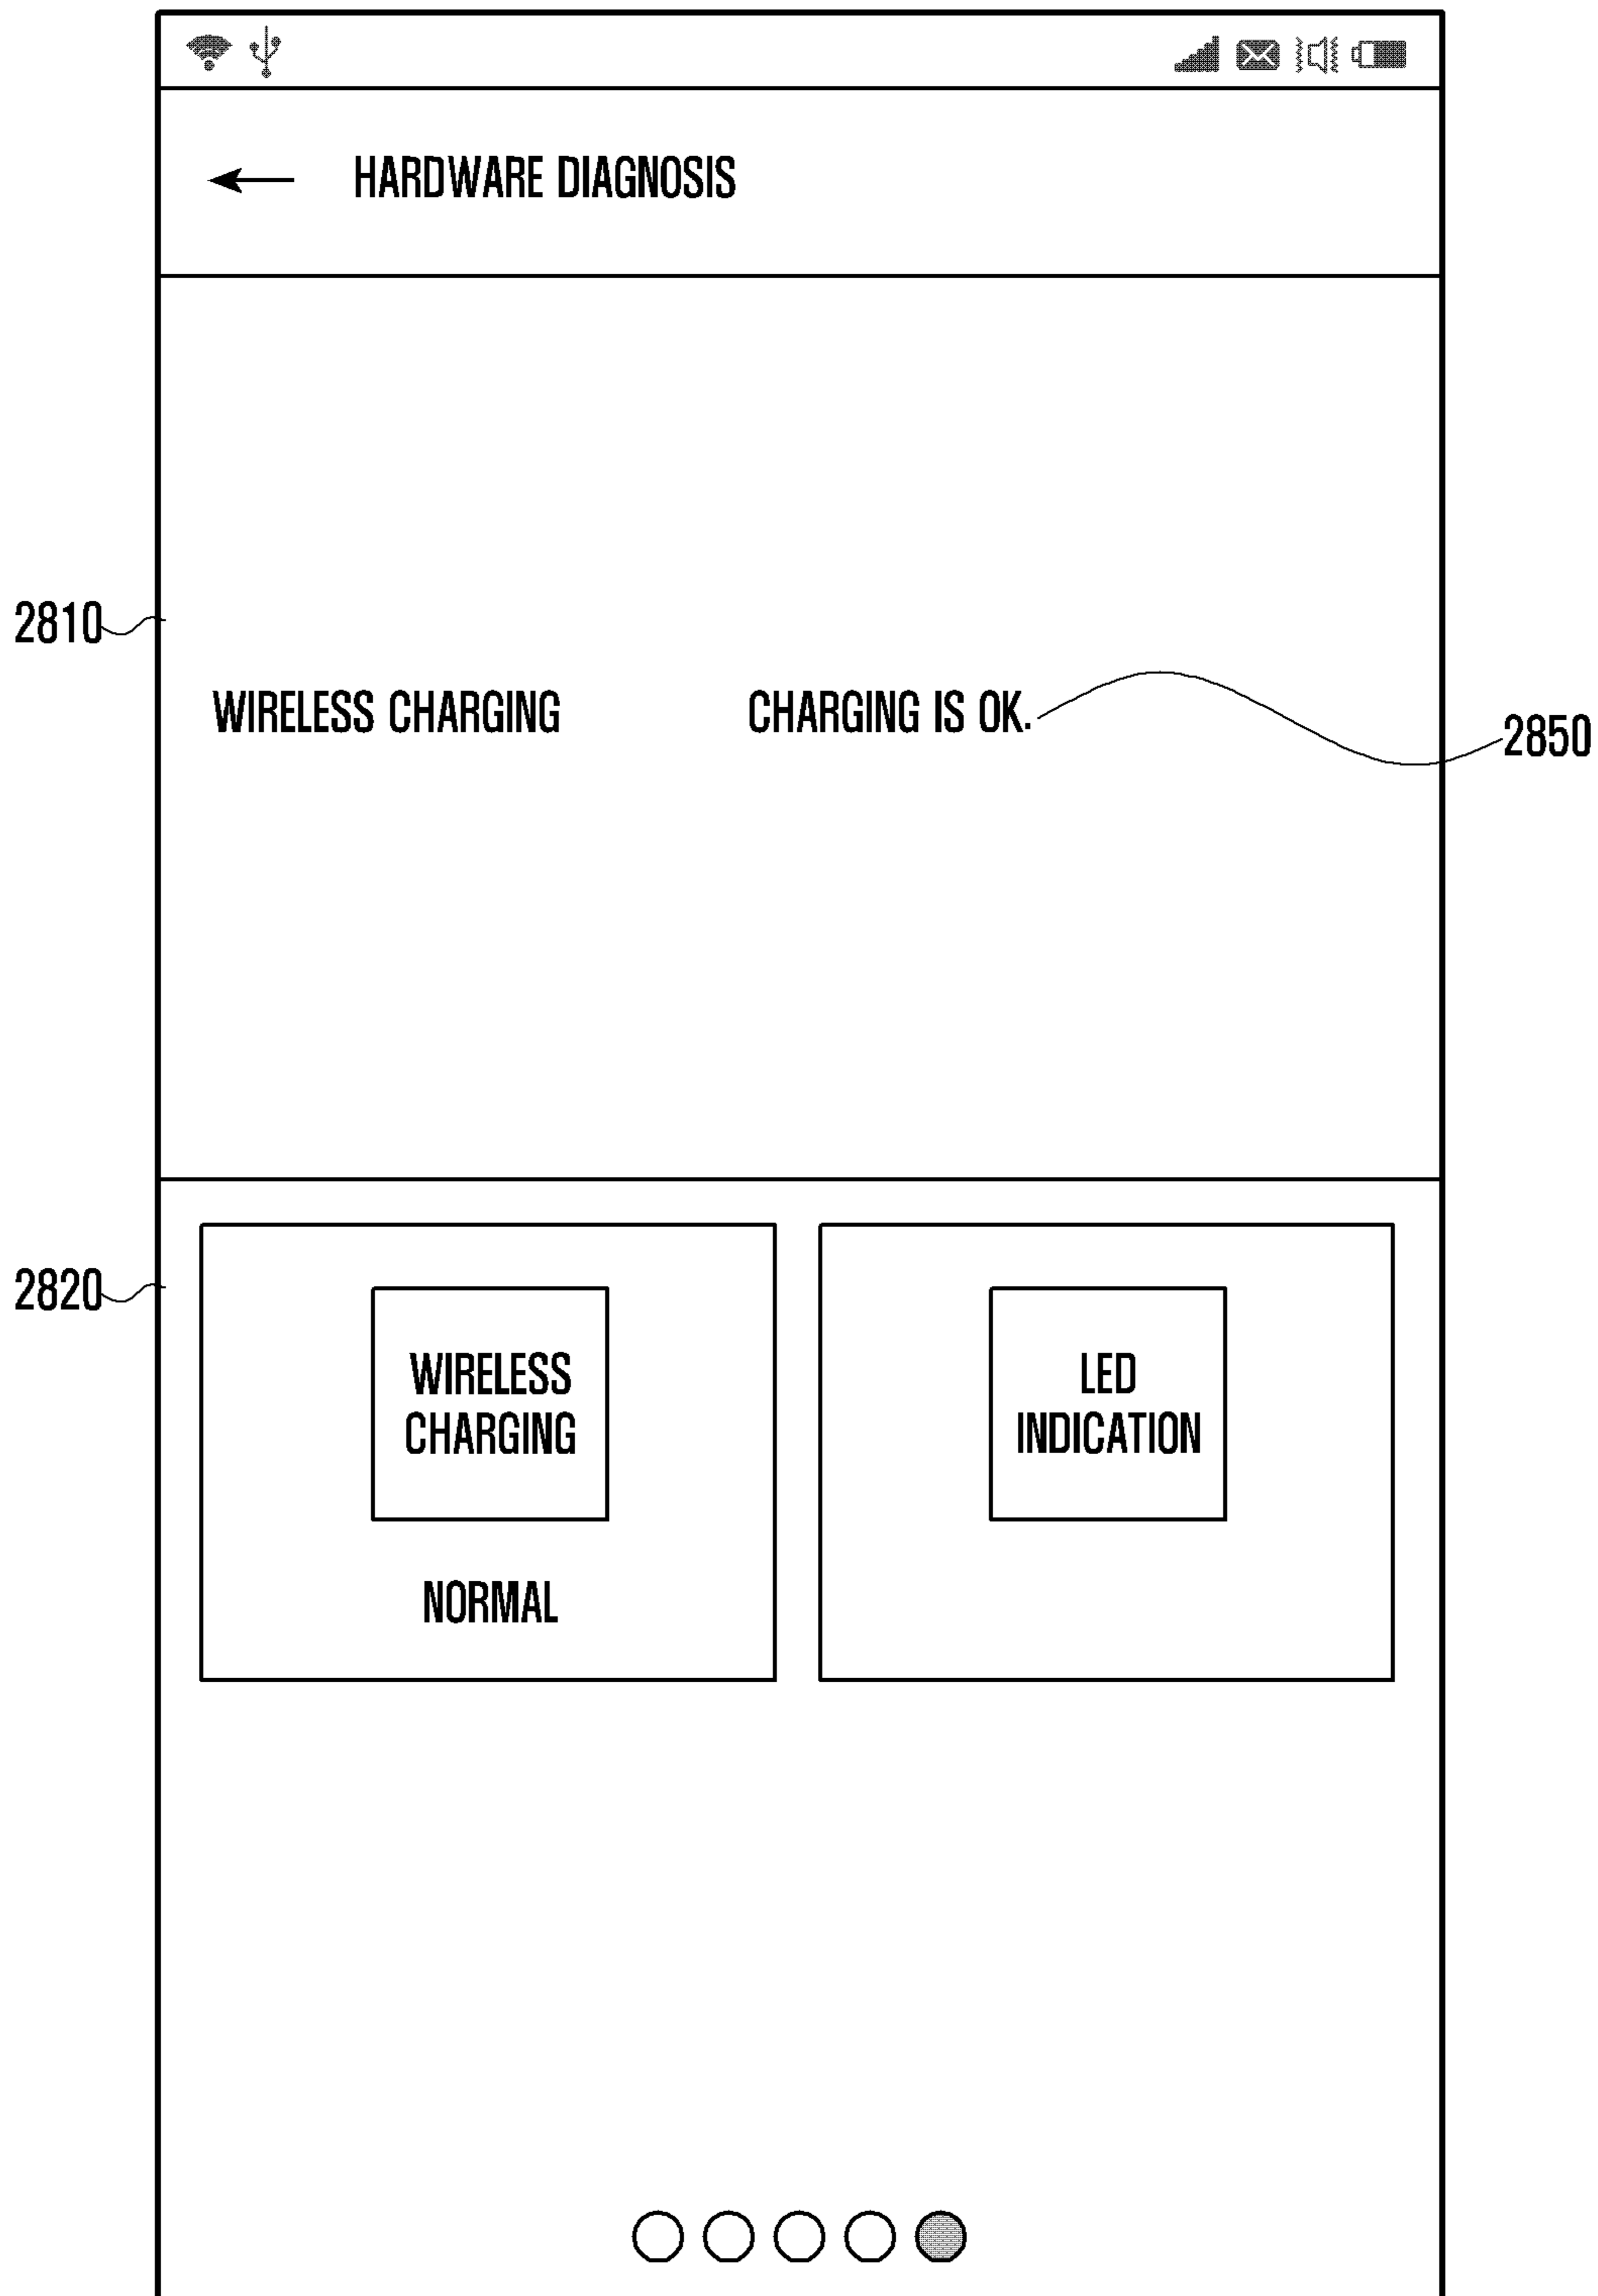 HARDWARE DIAGNOSIS
2810
WIRELESS CHARGING
CHARGING IS OK.
2850
2820
WIRELESS
CHARGING
NORMAL
LED
INDICATION